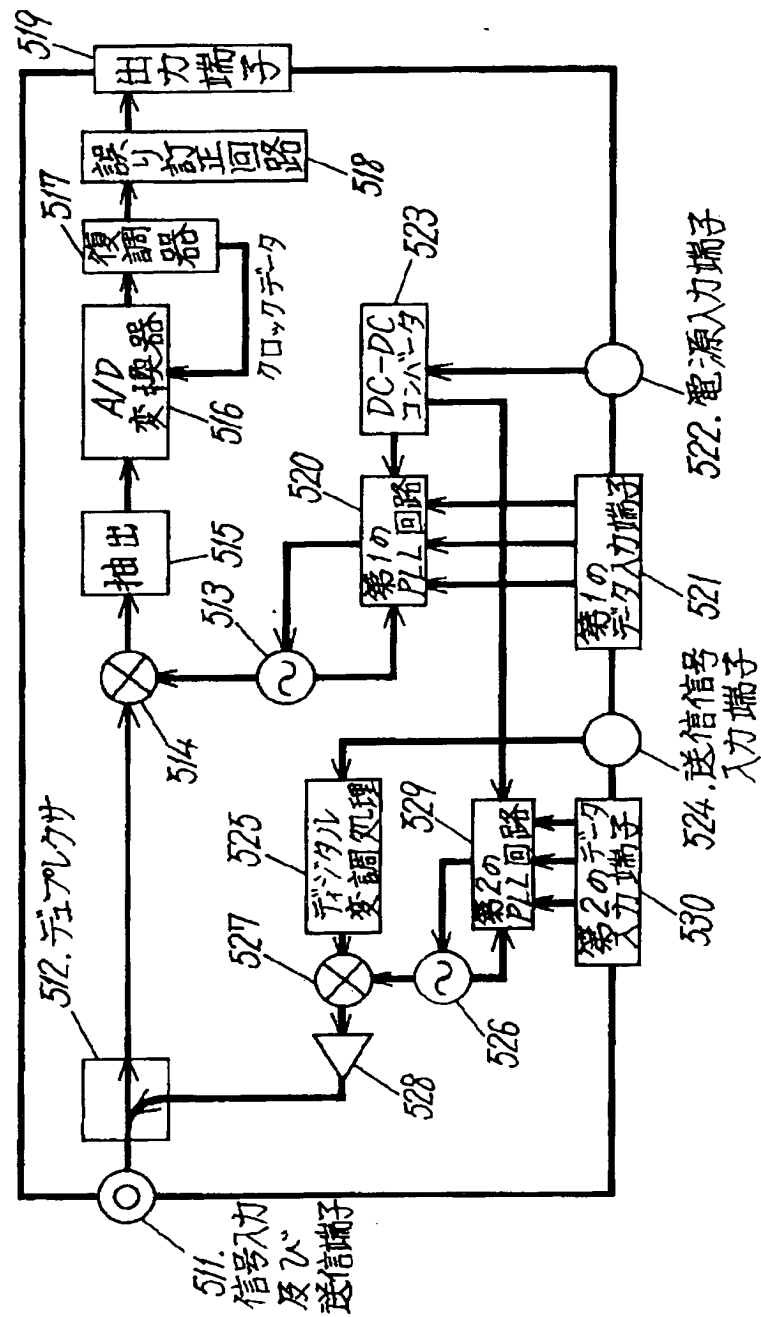 511.
信号入力
及び
送信端子
512.デュプレクサ
514
513
抽出
515
A/D
変換器
516
復調器
517
クロックデータ
誤り訂正回路
518
出力端子
519
第1の
PLL回路
520
DC-DC
コンバータ
523
ディジタル
変調処理
525
527
528
526
第2の
PLL回路
529
第2のデータ
入力端子
530
524.送信信号
入力端子
第1の
データ入力端子
521
522.電源入力端子